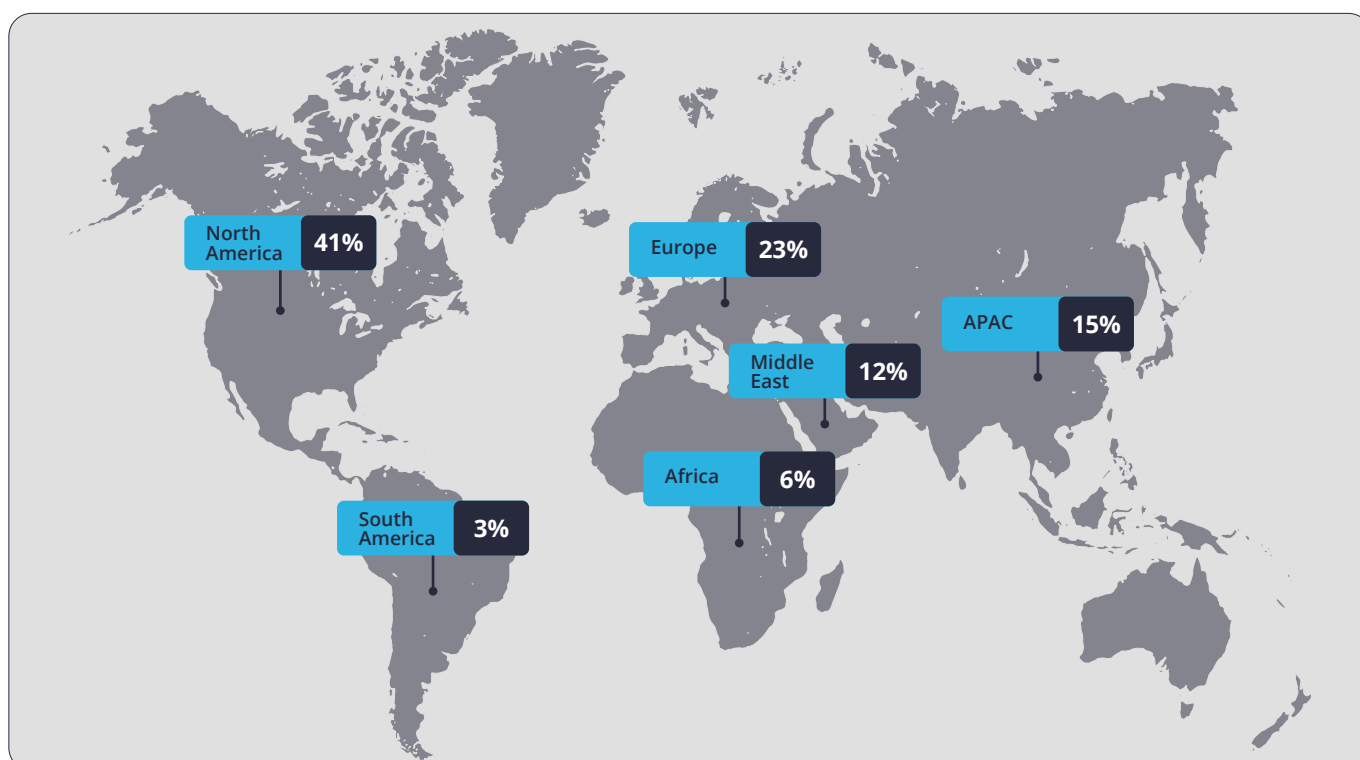 North
America
41%
Europe
23%
APAC
15%
Middle
East
12%
Africa
6%
South
America
3%